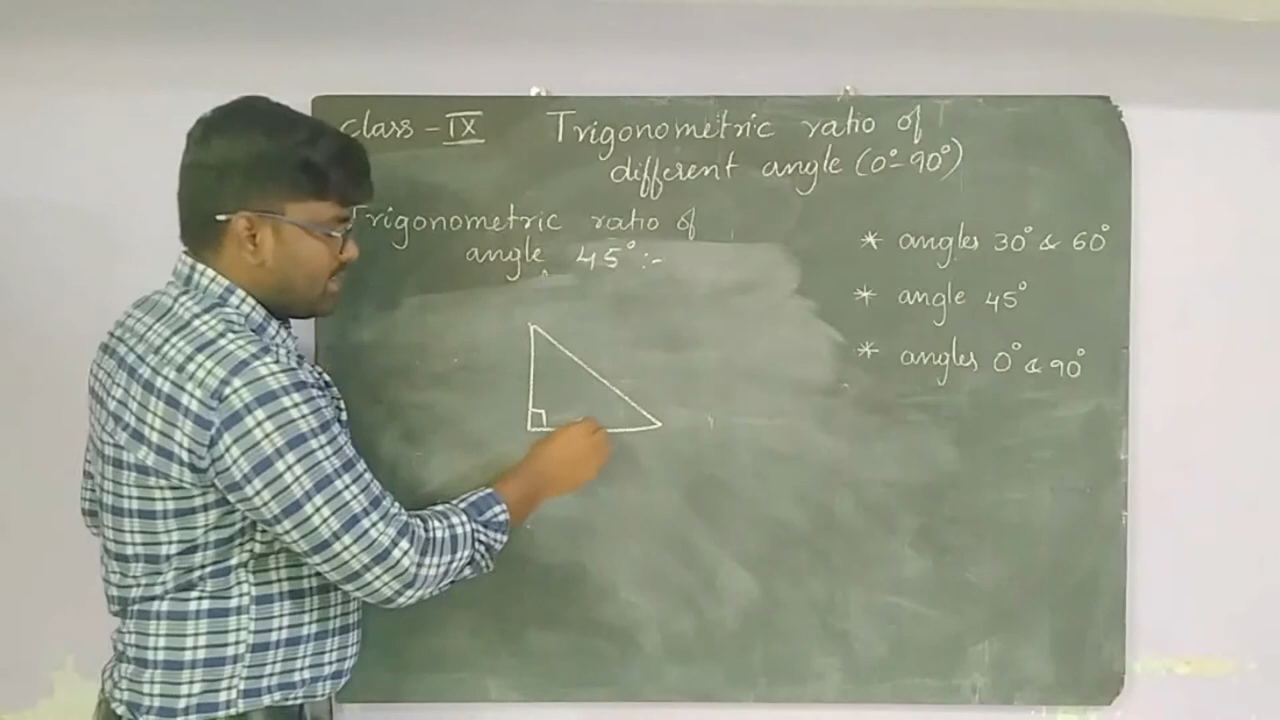 class - IX
Trigonometric ratio of
different angle (0°-90°)
Trigonometric ratio of
angle 45° :-
* angles 30° & 60°
* angle 45°
* angles 0° & 90°